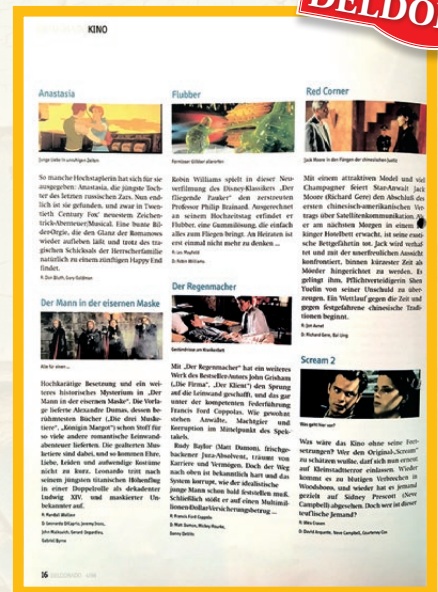 DELDO
KINO
Anastasia
Junge Liebe in unruhigen Zeiten
So manche Hochstaplerin hat sich für sie
ausgegeben: Anastasia, die jüngste Toch-
ter des letzten russischen Zars. Nun end-
lich ist sie gefunden, und zwar in Twen-
tieth Century Fox' neuestem Zeichen-
trick-Abenteuer/Musical. Eine bunte Bil-
derOrgie, die den Glanz der Romanows
wieder aufleben läßt und trotz des tra-
gischen Schicksals der Herrscherfamilie
natürlich zu einem zünftigen Happy End
findet.
R: Don Bluth, Gary Goldman
Der Mann in der eisernen Maske
Alle für einen ...
Hochkarätige Besetzung und ein wei-
teres historisches Mysterium in „Der
Mann in der eisernen Maske". Die Vorla-
ge lieferte Alexandre Dumas, dessen be-
rühmtesten Bücher („Die drei Muske-
tiere", „Königin Margot") schon Stoff für
so viele andere romantische Leinwand-
abenteuer lieferten. Die gealterten Mus-
ketiere sind dabei, und so kommen Ehre,
Liebe, Leiden und aufwendige Kostüme
nicht zu kurz. Leonardo tritt nach
seinem jüngsten titanischen Höhenflug
in einer Doppelrolle als dekadenter
Ludwig XIV. und maskierter Un-
bekannter auf.
R: Randall Wallace
D: Leonardo DiCaprio, Jeremy Irons,
John Malkovich, Gerard Depardieu,
Gabriel Byrne
Flubber
Formloser Glibber allerorten
Robin Williams spielt in dieser Neu-
verfilmung des Disney-Klassikers „Der
fliegende Pauker" den zerstreuten
Professor Philip Brainard. Ausgerechnet
an seinem Hochzeitstag erfindet er
Flubber, eine Gummilösung, die einfach
alles zum Fliegen bringt. An Heiraten ist
erst einmal nicht mehr zu denken ...
R: Les Mayfield
D: Robin Williams
Der Regenmacher
Geständnisse am Krankenbett
Mit „Der Regenmacher" hat ein weiteres
Werk des Bestseller-Autors John Grisham
(„Die Firma", „Der Klient") den Sprung
auf die Leinwand geschafft, und das gar
unter der kompetenten Federführung
Francis Ford Coppolas. Wie gewohnt
stehen Anwälte, Machtgier und
Korruption im Mittelpunkt des Spek-
takels.
Rudy Baylor (Matt Damon), frischge-
backener Jura-Absolvent, träumt von
Karriere und Vermögen. Doch der Weg
nach oben ist bekanntlich hart und das
System korrupt, wie der idealistische
junge Mann schon bald feststellen muß.
Schließlich stößt er auf einen Multimil-
lionen-Dollar-Versicherungsbetrug ...
R: Francis Ford Coppola
D: Matt Damon, Mickey Rourke,
Danny DeVito
Red Corner
Jack Moore in den Fängen der chinesischen Justiz
Mit einem attraktiven Model und viel
Champagner feiert Star-Anwalt Jack
Moore (Richard Gere) den Abschluß des
ersten chinesisch-amerikanischen Ver-
trags über Satellitenkommunikation. Als
er am nächsten Morgen in einem
kinger Hotelbett erwacht, ist seine
sche Bettgefährtin tot. Jack wird verhaf-
tet und mit der unerfreulichen Aussicht
konfrontiert, binnen kürzester Zeit als
Mörder hingerichtet zu werden. Es
gelingt ihm, Pflichtverteidigerin Shen
Yuelin von seiner Unschuld zu über-
zeugen. Ein Wettlauf gegen die Zeit und
gegen festgefahrene chinesische Tradi-
tionen beginnt.
R: Jon Avnet
D: Richard Gere, Bai Ling
Scream 2
Was geht hier vor?
Was wäre das Kino ohne seine Fort-
setzungen? Wer den Original-„Scream"
zu schätzen wußte, darf sich nun erneut
auf Kleinstadtterror einlassen. Wieder
kommt es zu blutigen Verbrechen in
Woodsboro, und wieder hat es jemand
gezielt auf Sidney Prescott (Neve
Campbell) abgesehen. Doch wer ist dieser
teuflische Jemand?
R: Wes Craven
D: David Arquette, Neve Campbell, Courteney Cox
16 DELDORADO